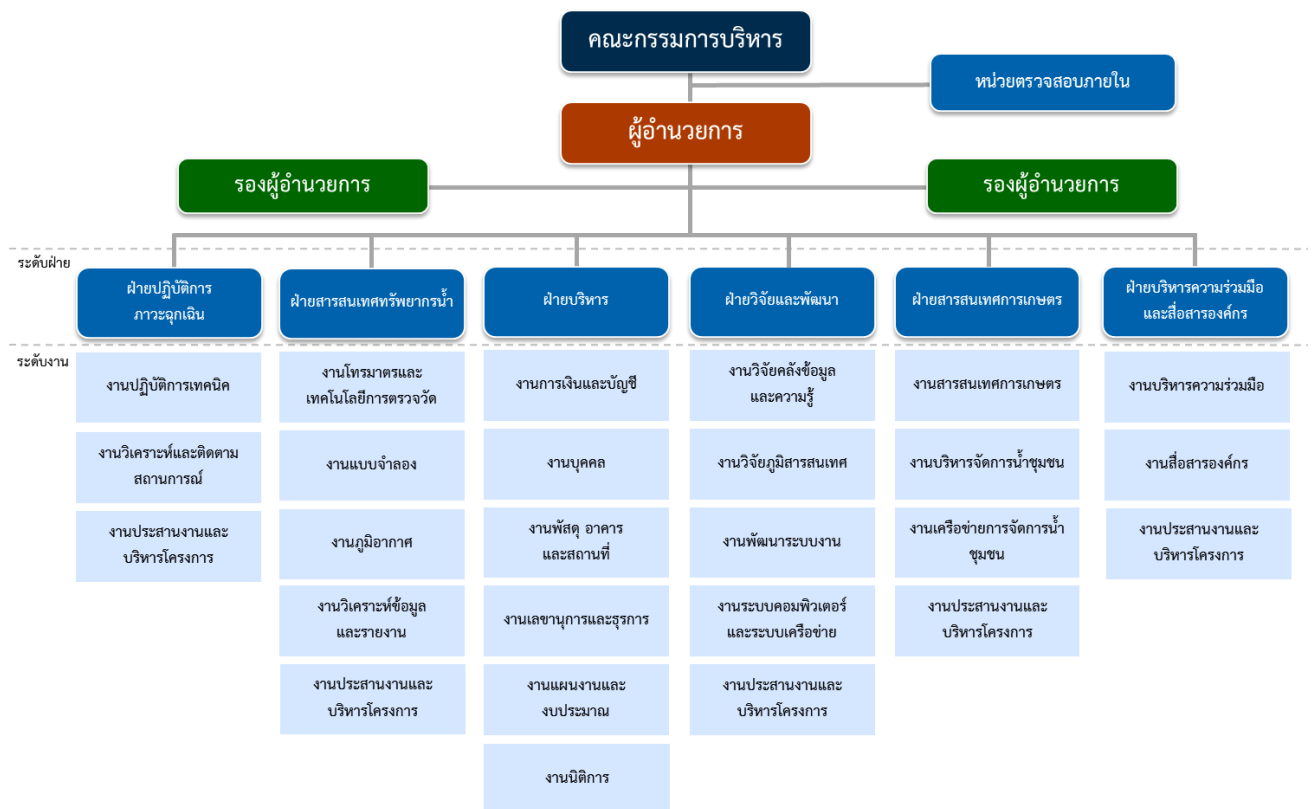 คณะกรรมการบริหาร
หน่วยตรวจสอบภายใน
ผู้อำนวยการ
รองผู้อำนวยการ
รองผู้อำนวยการ
ระดับฝ่าย
ฝ่ายปฏิบัติการ
ภาวะฉุกเฉิน
ฝ่ายสารสนเทศทรัพยากรน้ำ
ฝ่ายบริหาร
ฝ่ายวิจัยและพัฒนา
ฝ่ายสารสนเทศการเกษตร
ฝ่ายบริหารความร่วมมือ
และสื่อสารองค์กร
ระดับงาน
งานปฏิบัติการเทคนิค
งานวิเคราะห์และติดตาม
สถานการณ์
งานประสานงานและ
บริหารโครงการ
งานโทรมาตรและ
เทคโนโลยีการตรวจวัด
งานแบบจำลอง
งานภูมิอากาศ
งานวิเคราะห์ข้อมูล
และรายงาน
งานประสานงานและ
บริหารโครงการ
งานการเงินและบัญชี
งานบุคคล
งานพัสดุ อาคาร
และสถานที่
งานเลขานุการและธุรการ
งานแผนงานและ
งบประมาณ
งานนิติการ
งานวิจัยคลังข้อมูล
และความรู้
งานวิจัยภูมิสารสนเทศ
งานพัฒนาระบบงาน
งานระบบคอมพิวเตอร์
และระบบเครือข่าย
งานประสานงานและ
บริหารโครงการ
งานสารสนเทศการเกษตร
งานบริหารจัดการน้ำชุมชน
งานเครือข่ายการจัดการน้ำ
ชุมชน
งานประสานงานและ
บริหารโครงการ
งานบริหารความร่วมมือ
งานสื่อสารองค์กร
งานประสานงานและ
บริหารโครงการ